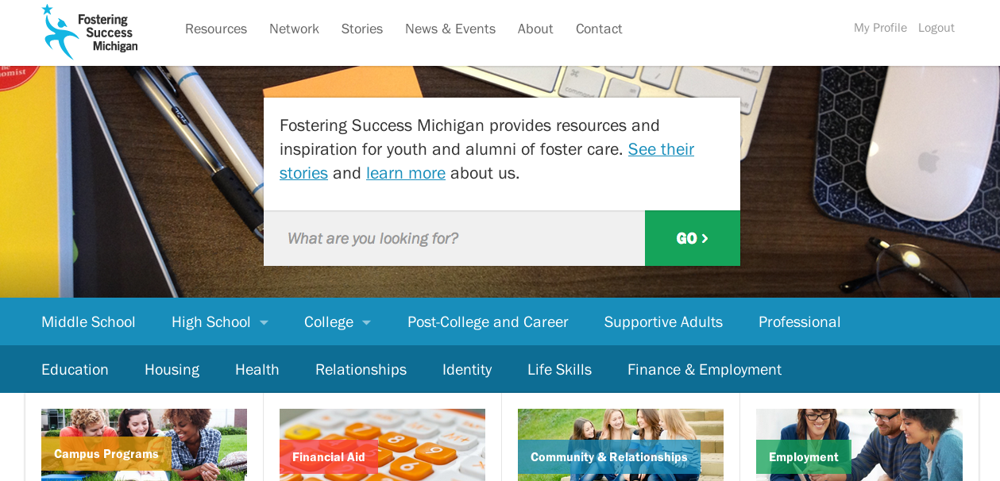 Fostering
Success
Michigan
Resources Network Stories News & Events About Contact
My Profile Logout
Fostering Success Michigan provides resources and
inspiration for youth and alumni of foster care. See their
stories and learn more about us.
What are you looking for?
GO ›
Middle School High School College Post-College and Career Supportive Adults Professional
Education Housing Health Relationships Identity Life Skills Finance & Employment
Campus Programs
Financial Aid
Community & Relationships
Employment